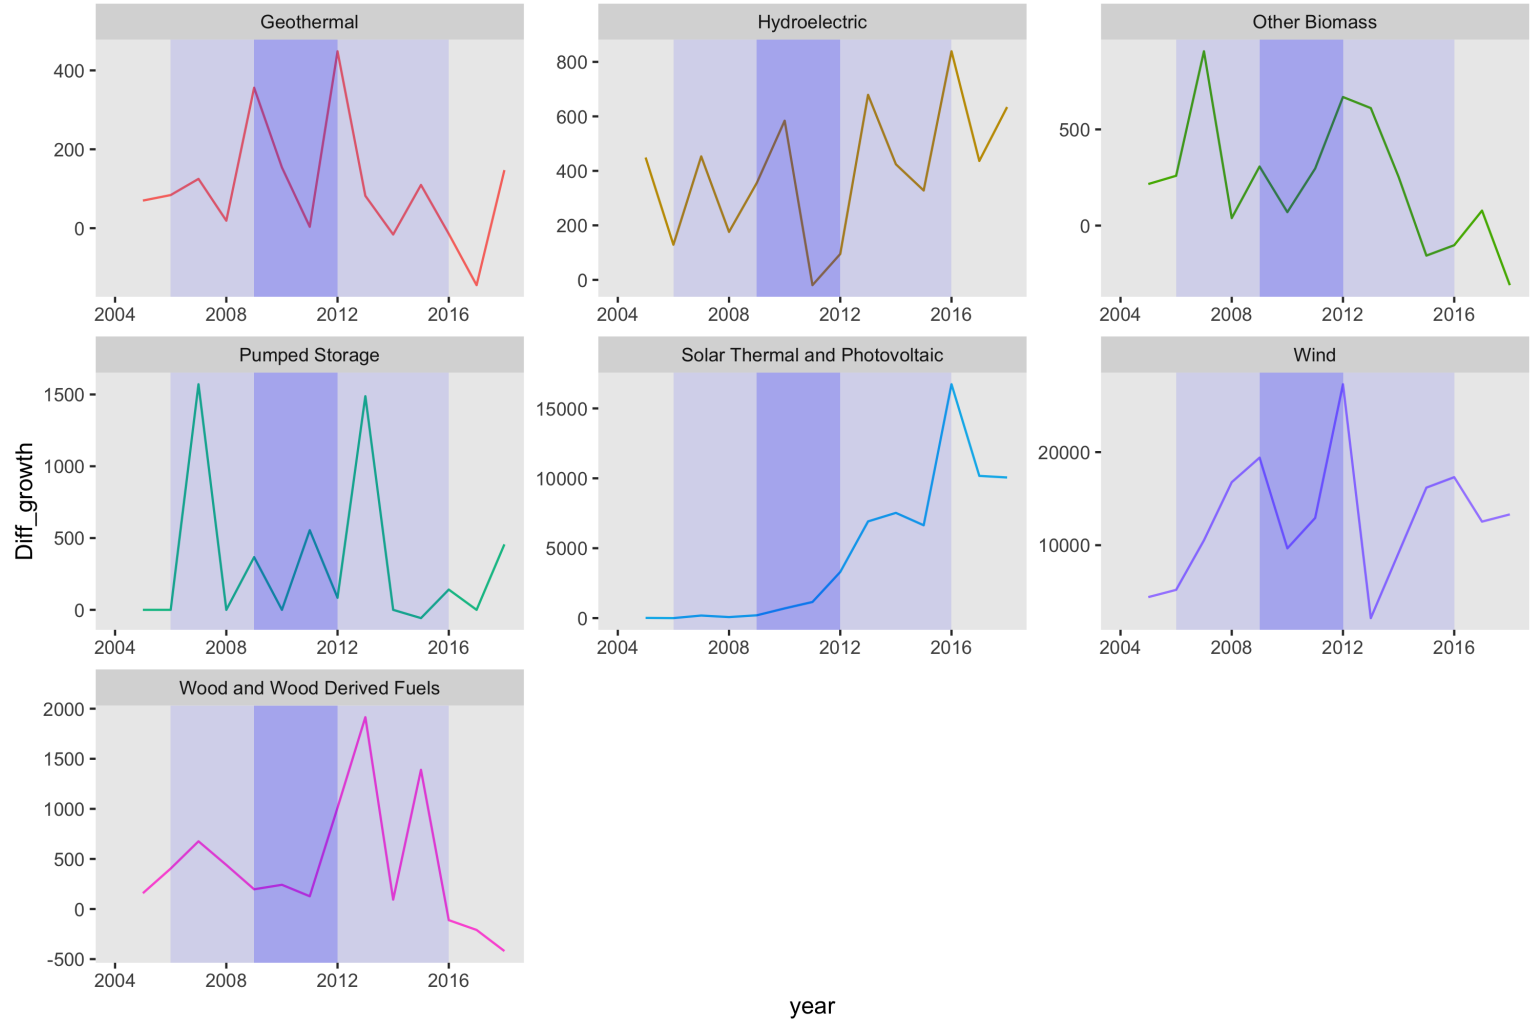 Geothermal
Hydroelectric
Other Biomass
400
200
0
800
600
400
200
0
500
0
2004 2008 2012 2016
2004 2008 2012 2016
2004 2008 2012 2016
Pumped Storage
Solar Thermal and Photovoltaic
Wind
Diff_growth
1500
1000
500
0
15000
10000
5000
0
20000
10000
2004 2008 2012 2016
2004 2008 2012 2016
2004 2008 2012 2016
Wood and Wood Derived Fuels
2000
1500
1000
500
0
-500
2004 2008 2012 2016
year